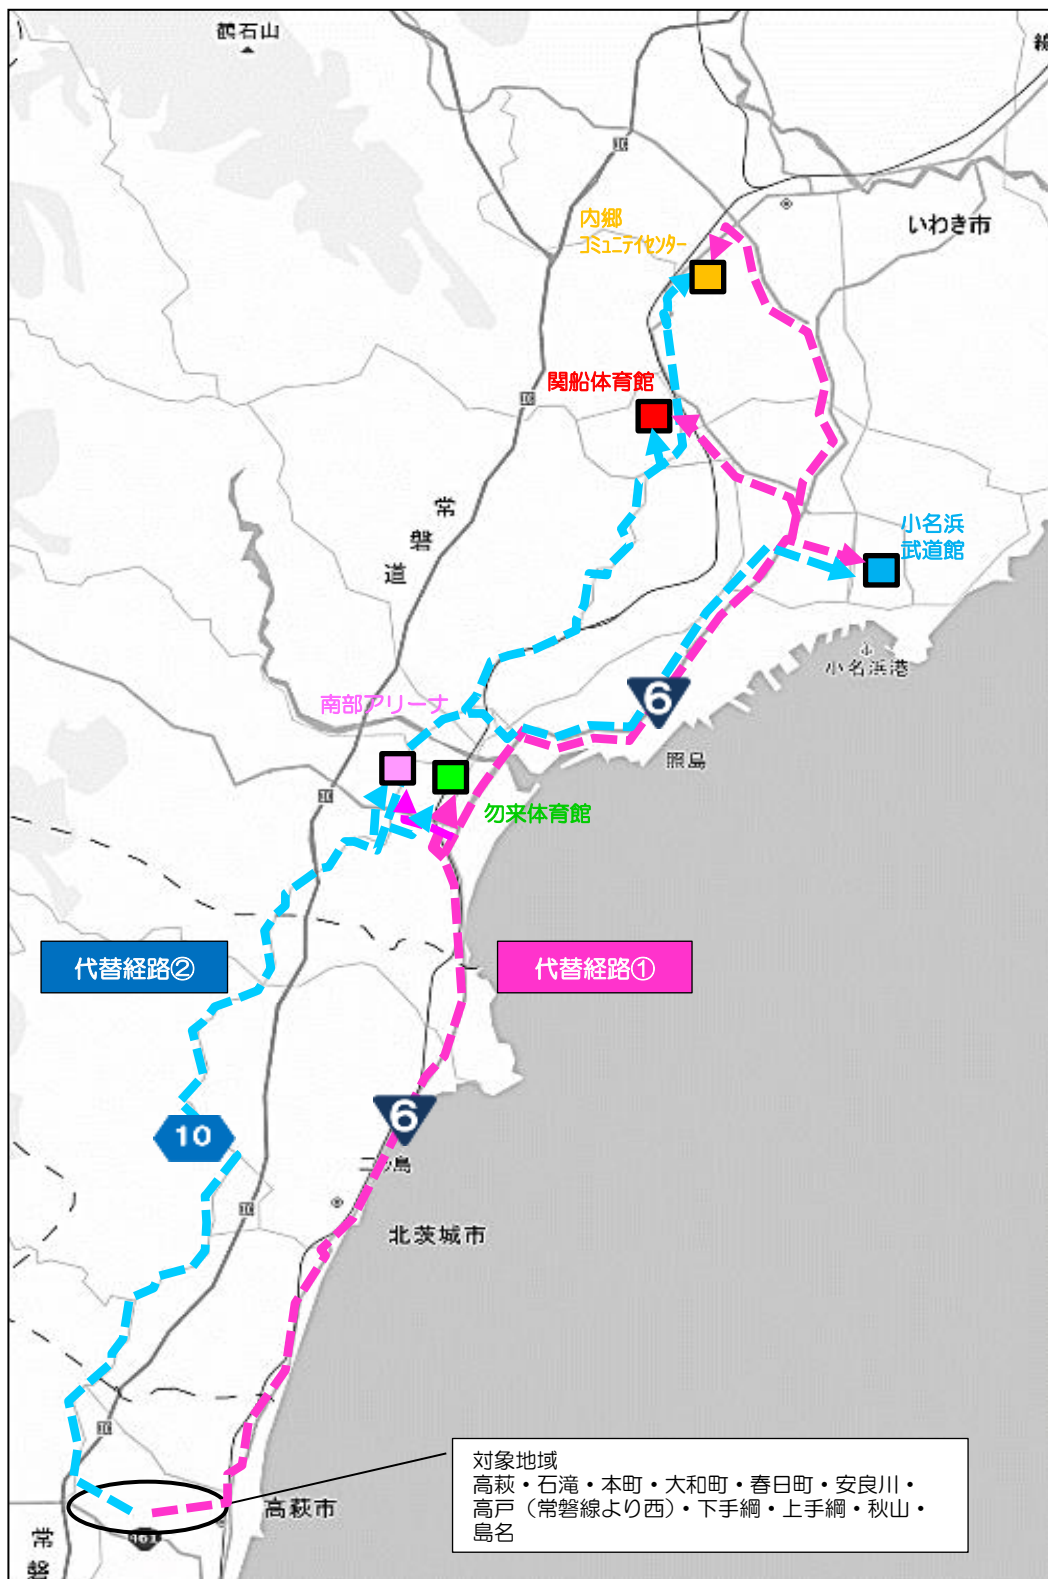 鶴石山
内郷
コミュニティセンター
いわき市
関船体育館
常
磐
道
小名浜
武道館
小名浜港
南部アリーナ
6
照島
勿来体育館
代替経路②
代替経路①
6
10
二ツ島
北茨城市
対象地域
高萩・石滝・本町・大和町・春日町・安良川・
高戸（常磐線より西）・下手綱・上手綱・秋山・
島名
高萩市
461
常
磐